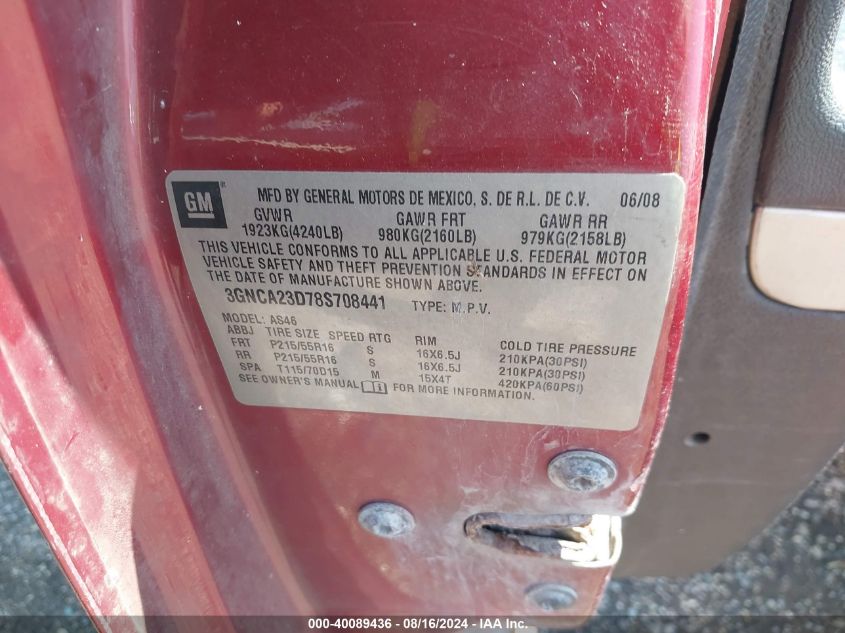 GM MFD BY GENERAL MOTORS DE MEXICO, S. DE R.L. DE C.V. 06/08
GVWR GAWR FRT GAWR RR
1923KG(4240LB) 980KG(2160LB) 979KG(2158LB)
THIS VEHICLE CONFORMS TO ALL APPLICABLE U.S. FEDERAL MOTOR
VEHICLE SAFETY AND THEFT PREVENTION STANDARDS IN EFFECT ON
THE DATE OF MANUFACTURE SHOWN ABOVE.
3GNCA23D78S708441 TYPE: M.P.V.
MODEL: AS46
ABBJ TIRE SIZE SPEED RTG RIM COLD TIRE PRESSURE
FRT P215/55R16 S 16X6.5J 210KPA(30PSI)
RR P215/55R16 S 16X6.5J 210KPA(30PSI)
SPA T115/70D15 M 15X4T 420KPA(60PSI)
SEE OWNER'S MANUAL FOR MORE INFORMATION.
000-40089436 - 08/16/2024 - IAA Inc.